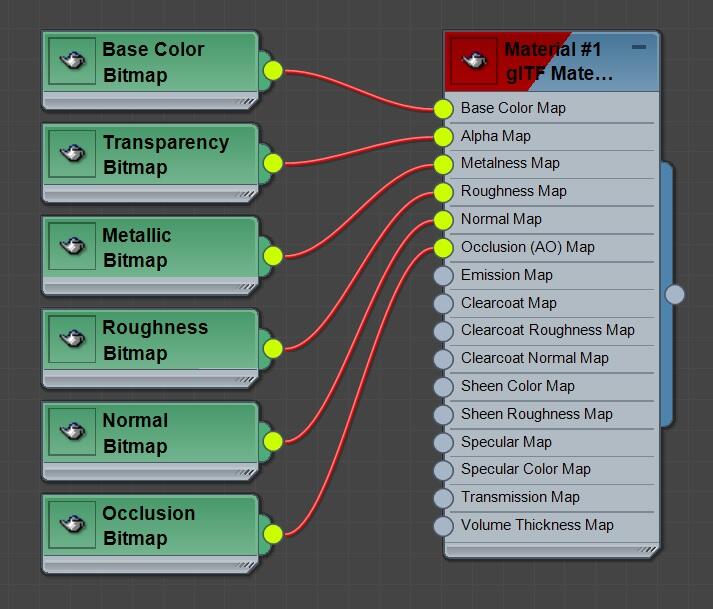 Base Color
Bitmap
Transparency
Bitmap
Metallic
Bitmap
Roughness
Bitmap
Normal
Bitmap
Occlusion
Bitmap
Material #1
glTF Mate...
Base Color Map
Alpha Map
Metalness Map
Roughness Map
Normal Map
Occlusion (AO) Map
Emission Map
Clearcoat Map
Clearcoat Roughness Map
Clearcoat Normal Map
Sheen Color Map
Sheen Roughness Map
Specular Map
Specular Color Map
Transmission Map
Volume Thickness Map